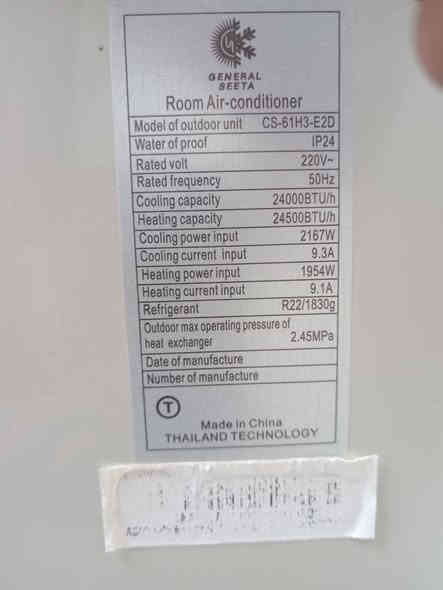 GENERAL
SEETA
Room Air-conditioner
Model of outdoor unit CS-61H3-E2D
Water of proof IP24
Rated volt 220V~
Rated frequency 50Hz
Cooling capacity 24000BTU/h
Heating capacity 24500BTU/h
Cooling power input 2167W
Cooling current input 9.3A
Heating power input 1954W
Heating current input 9.1A
Refrigerant R22/1830g
Outdoor max operating pressure of
heat exchanger 2.45MPa
Date of manufacture
Number of manufacture
T
Made in China
THAILAND TECHNOLOGY